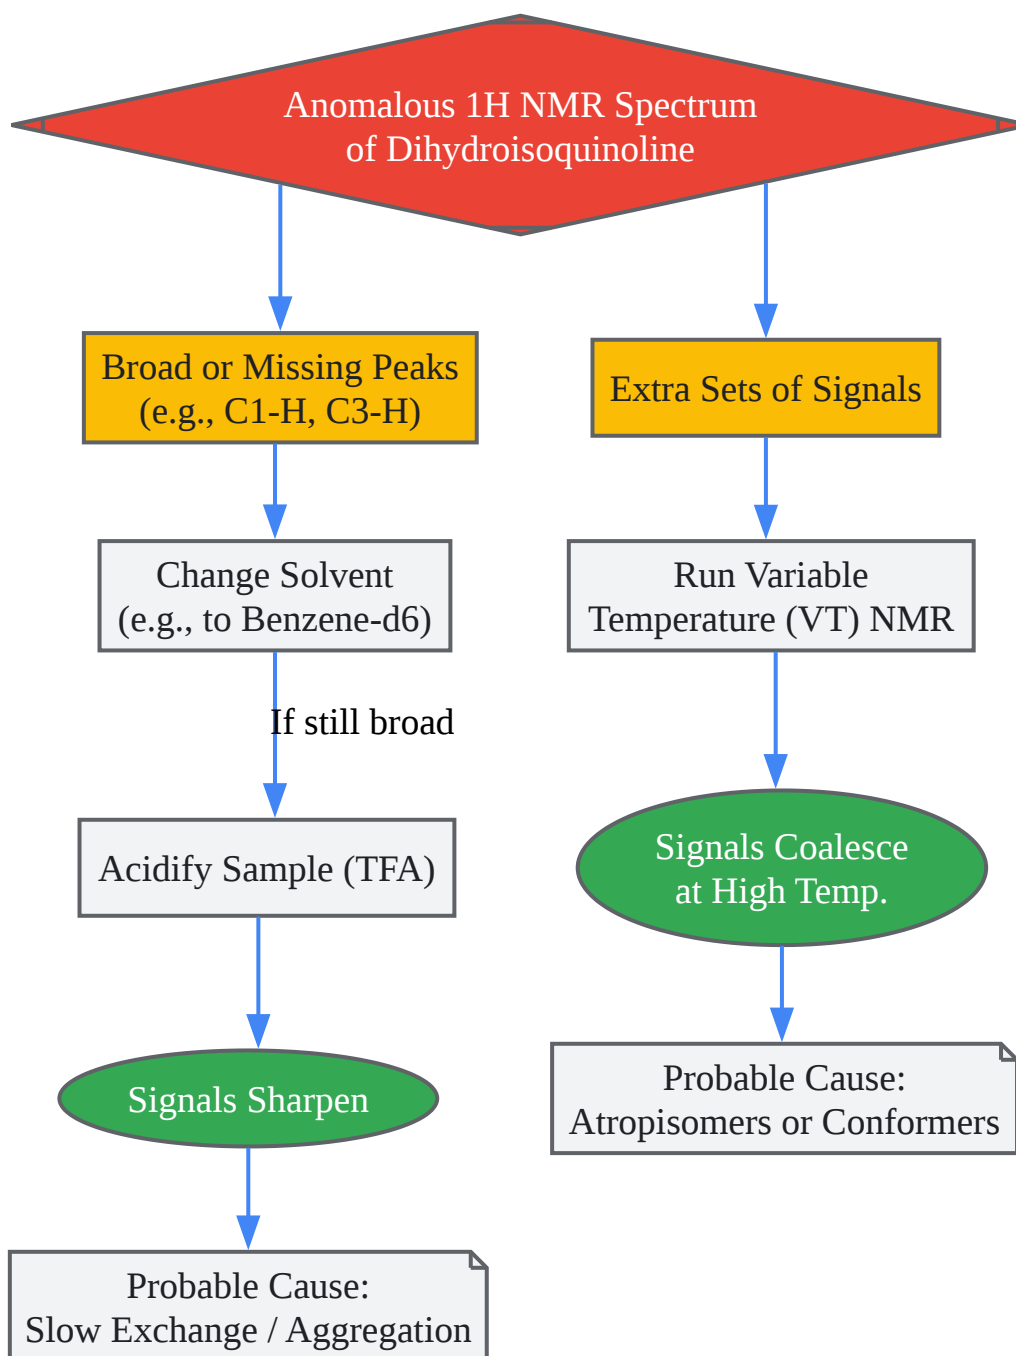 Anomalous 1H NMR Spectrum
of Dihydroisoquinoline
Broad or Missing Peaks
(e.g., C1-H, C3-H)
Extra Sets of Signals
Change Solvent
(e.g., to Benzene-d6)
Run Variable
Temperature (VT) NMR
If still broad
Acidify Sample (TFA)
Signals Coalesce
at High Temp.
Signals Sharpen
Probable Cause:
Atropisomers or Conformers
Probable Cause:
Slow Exchange / Aggregation